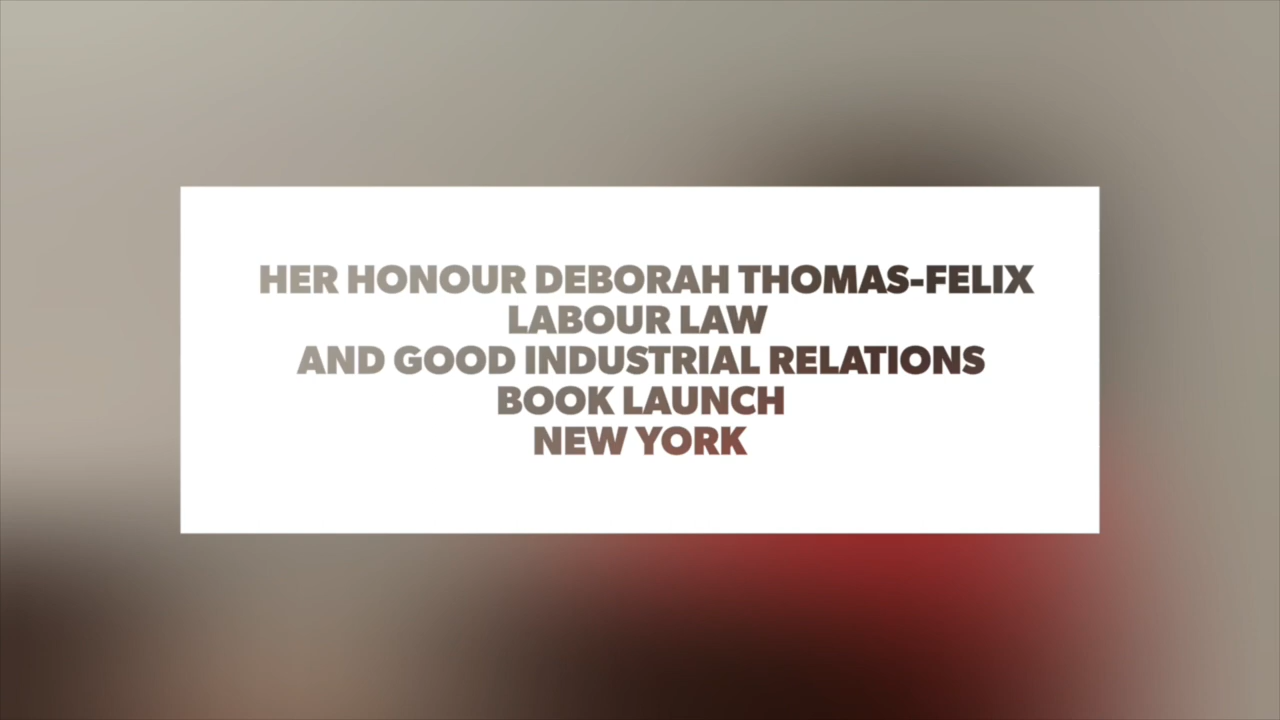 HER HONOUR DEBORAH THOMAS-FELIX
LABOUR LAW
AND GOOD INDUSTRIAL RELATIONS
BOOK LAUNCH
NEW YORK